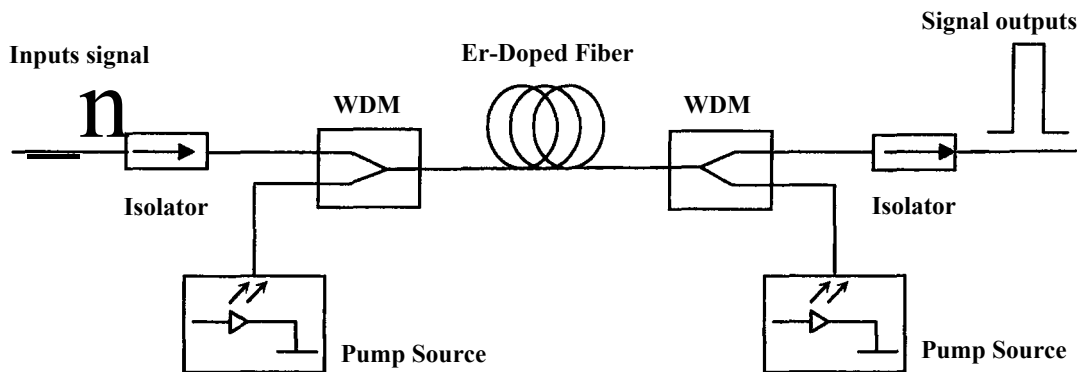 Signal outputs
Inputs signal
Er-Doped Fiber
WDM
WDM
n
Isolator
Isolator
Pump Source
Pump Source